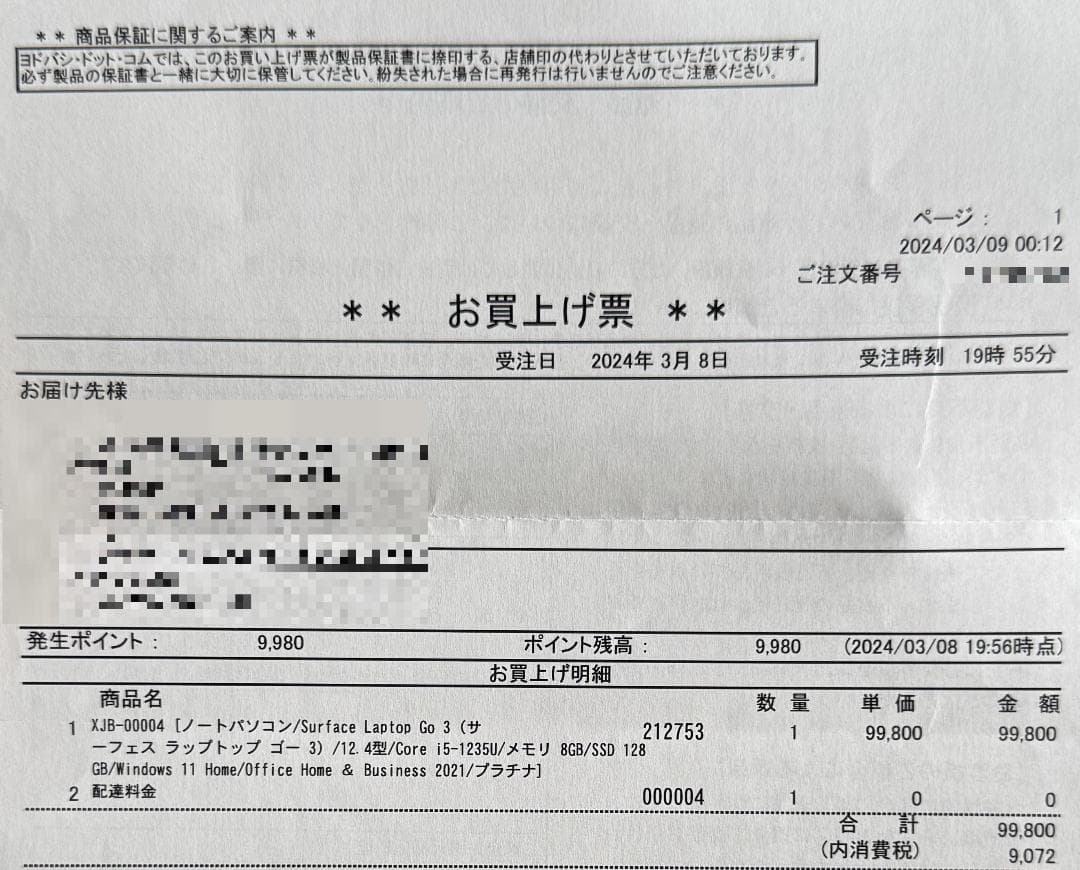 ＊＊ 商品保証に関するご案内 ＊＊
ヨドバシ・ドット・コムでは、このお買い上げ票が製品保証書に捺印する、店舗印の代わりとさせていただいております。
必ず製品の保証書と一緒に大切に保管してください。紛失された場合に再発行は行いませんのでご注意ください。
ページ： 1
2024/03/09 00:12
ご注文番号
＊＊ お買上げ票 ＊＊
受注日 2024年 3月 8日 受注時刻 19時 55分
お届け先様
発生ポイント： 9,980 ポイント残高： 9,980 (2024/03/08 19:56時点)
お買上げ明細
商品名 数量 単価 金額
1 XJB-00004 [ノートパソコン/Surface Laptop Go 3 (サ 212753 1 99,800 99,800
ーフェス ラップトップ ゴー 3) /12.4型/Core i5-1235U/メモリ 8GB/SSD 128
GB/Windows 11 Home/Office Home & Business 2021/プラチナ]
2 配達料金 000004 1 0 0
合計 99,800
(内消費税) 9,072